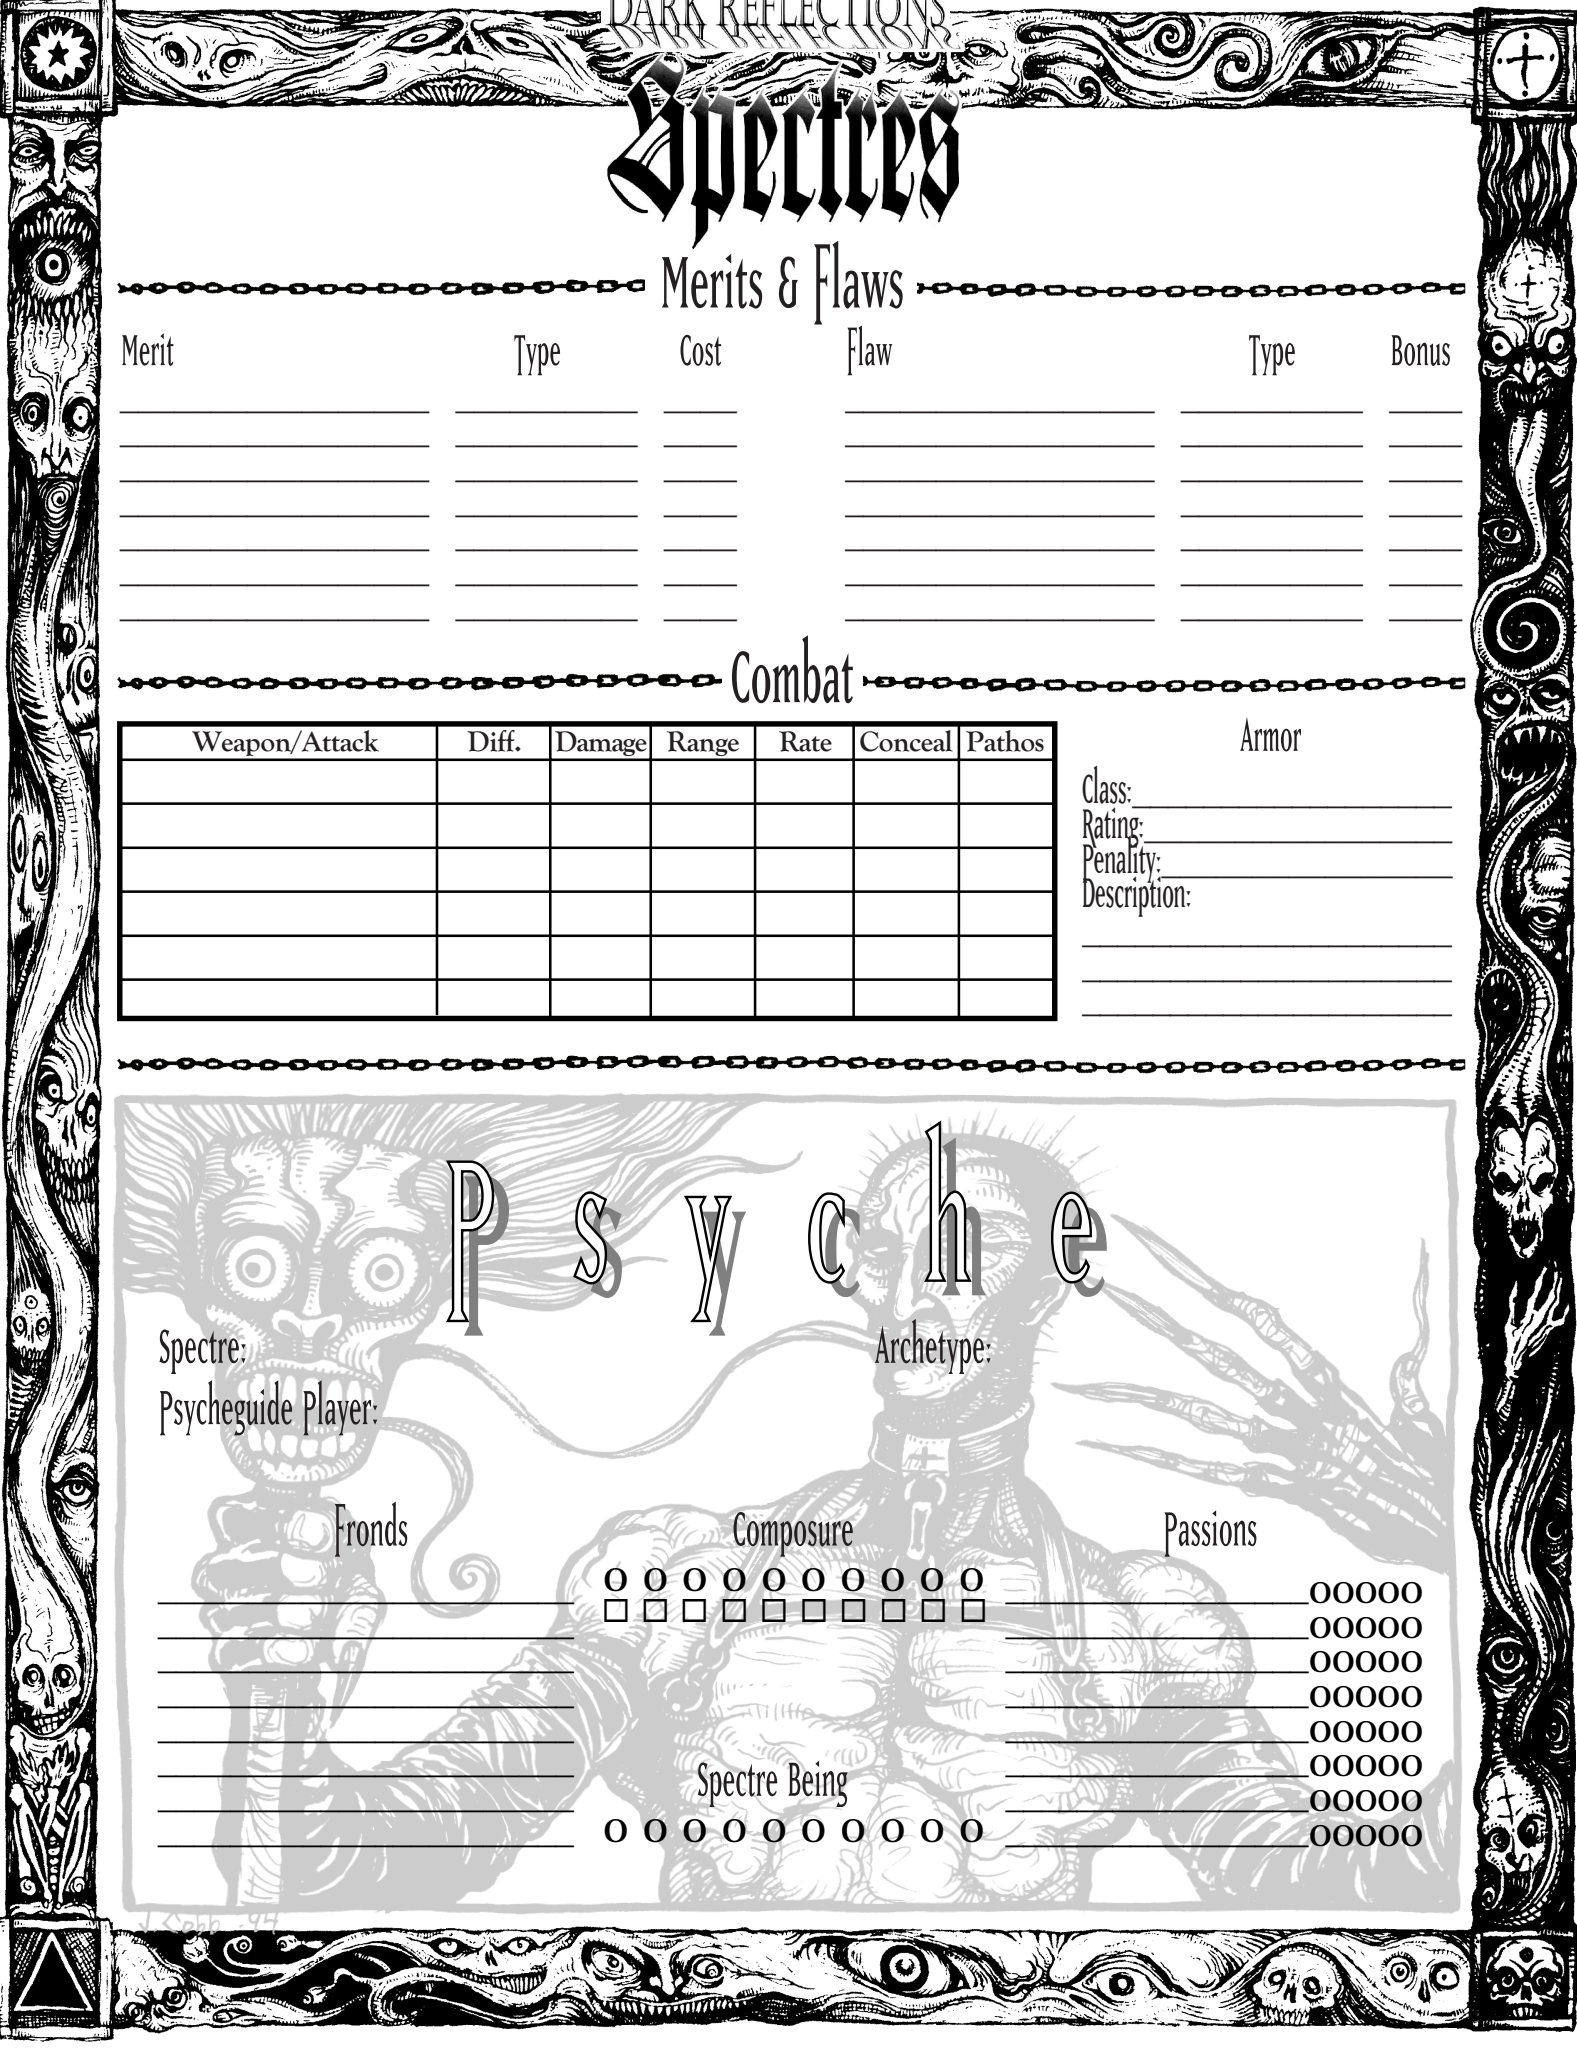 DARK REFLECTIONS
Spectres
Merits & Flaws
Merit Type Cost Flaw Type Bonus
Combat
Weapon/Attack Diff. Damage Range Rate Conceal Pathos
Armor
Class:
Rating:
Penality:
Description:
Psyche
Spectre: Archetype:
Psycheguide Player:
Fronds Composure Passions
Spectre Being